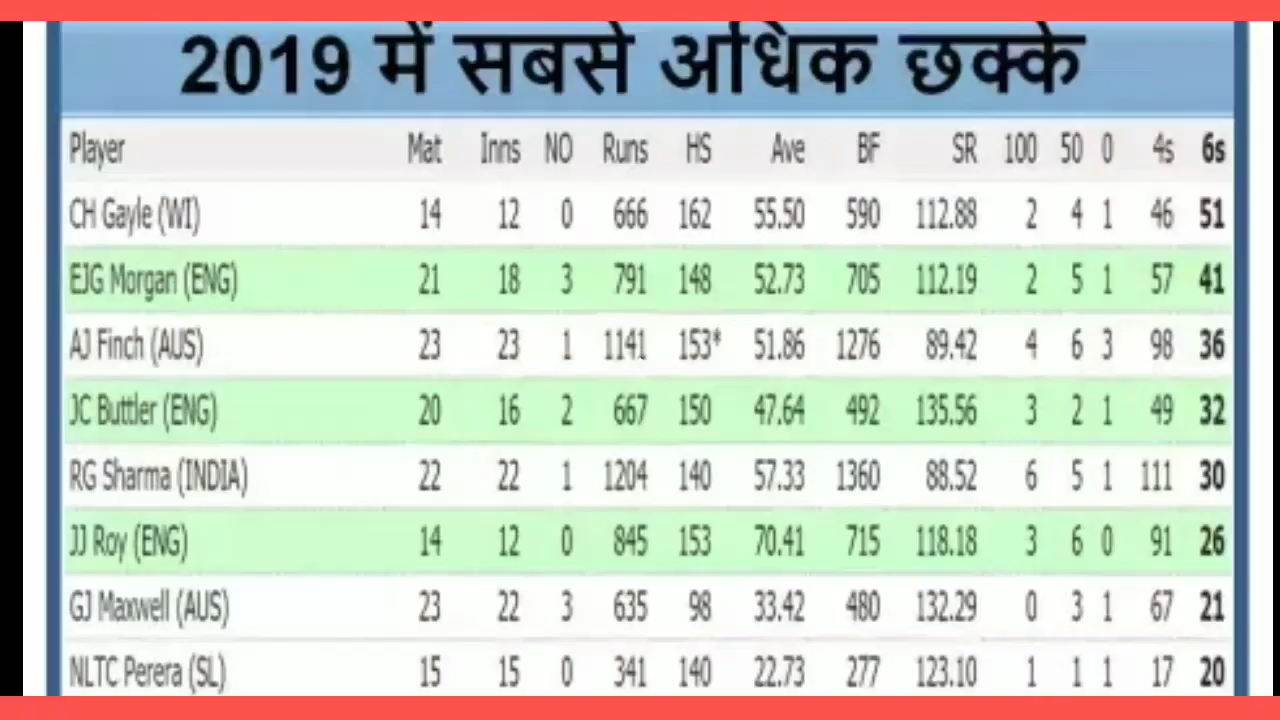 2019 में सबसे अधिक छक्के
Player Mat Inns NO Runs HS Ave BF SR 100 50 0 4s 6s
CH Gayle (WI) 14 12 0 666 162 55.50 590 112.88 2 4 1 46 51
EJG Morgan (ENG) 21 18 3 791 148 52.73 705 112.19 2 5 1 57 41
AJ Finch (AUS) 23 23 1 1141 153* 51.86 1276 89.42 4 6 3 98 36
JC Buttler (ENG) 20 16 2 667 150 47.64 492 135.56 3 2 1 49 32
RG Sharma (INDIA) 22 22 1 1204 140 57.33 1360 88.52 6 5 1 111 30
JJ Roy (ENG) 14 12 0 845 153 70.41 715 118.18 3 6 0 91 26
GJ Maxwell (AUS) 23 22 3 635 98 33.42 480 132.29 0 3 1 67 21
NLTC Perera (SL) 15 15 0 341 140 22.73 277 123.10 1 1 1 17 20